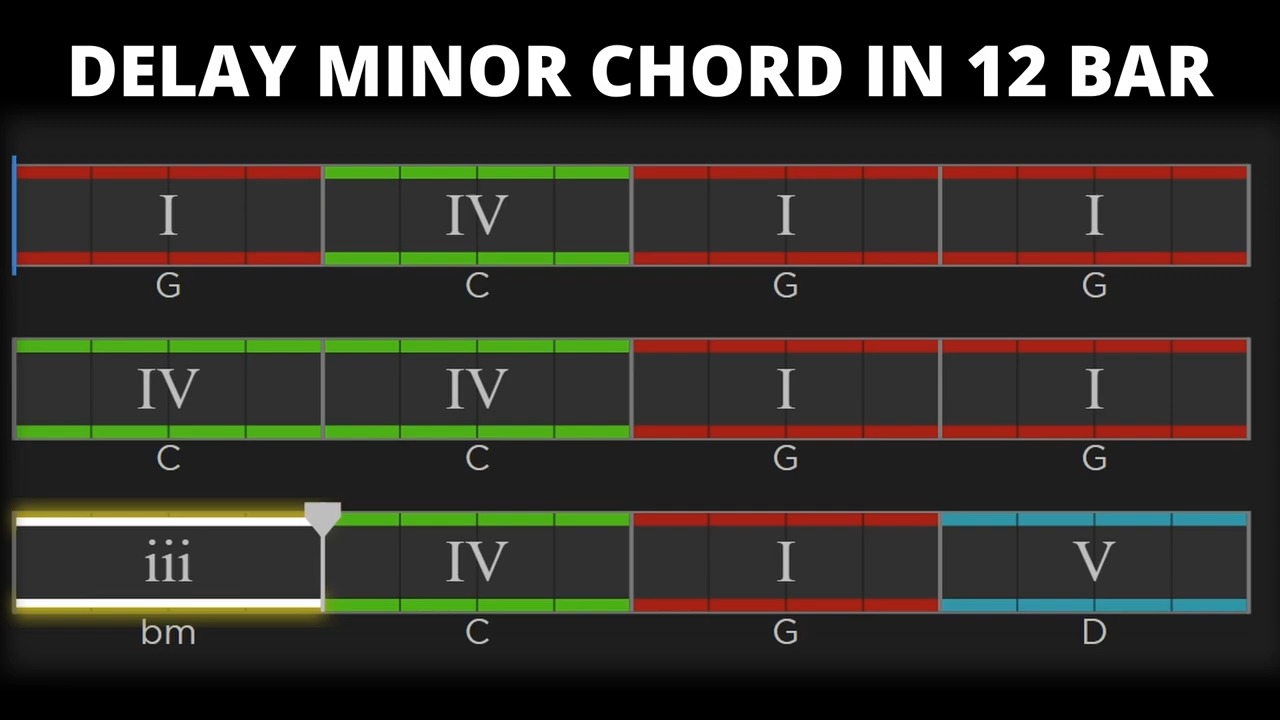 DELAY MINOR CHORD IN 12 BAR
I IV I I
G C G G
IV IV I I
C C G G
iii IV I V
bm C G D